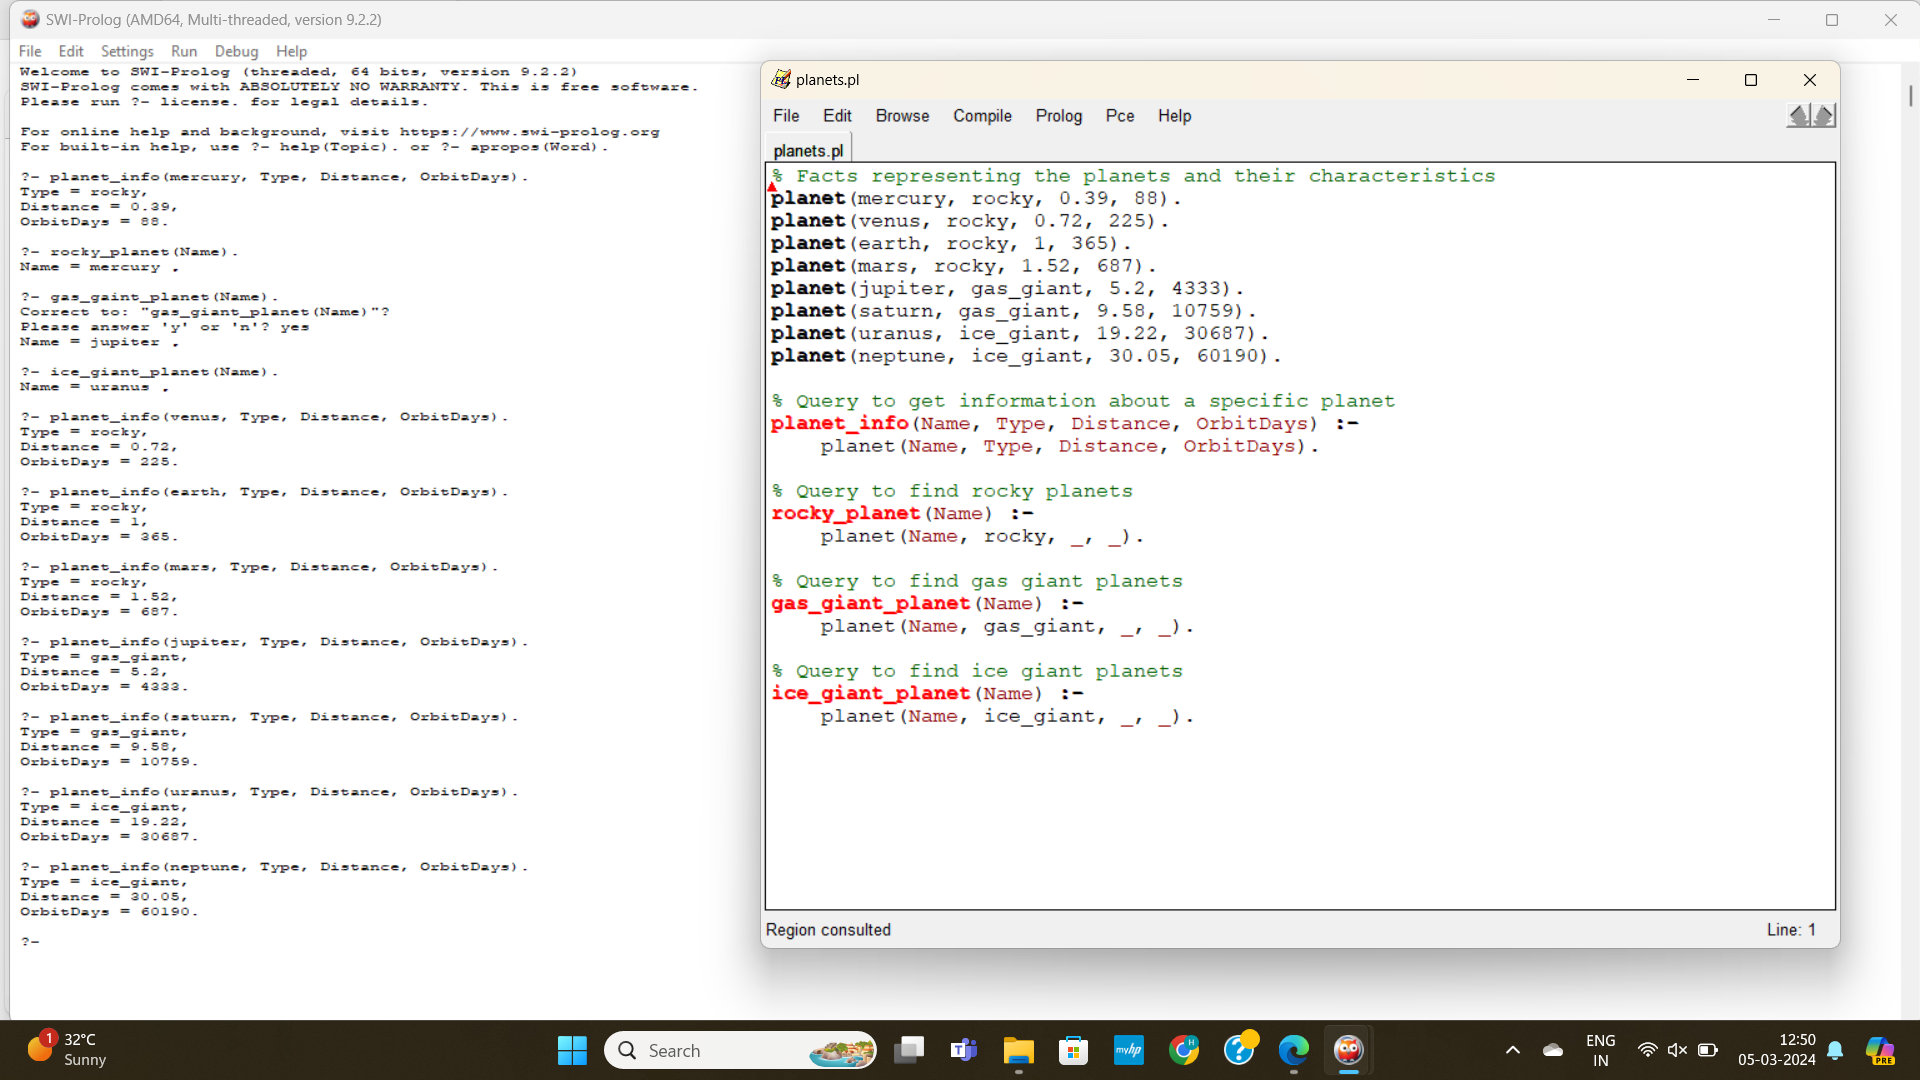 SWI-Prolog (AMD64, Multi-threaded, version 9.2.2)
File Edit Settings Run Debug Help
Welcome to SWI-Prolog (threaded, 64 bits, version 9.2.2)
SWI-Prolog comes with ABSOLUTELY NO WARRANTY. This is free software.
Please run ?- license. for legal details.
For online help and background, visit https://www.swi-prolog.org
For built-in help, use ?- help(Topic). or ?- apropos(Word).
?- planet_info(mercury, Type, Distance, OrbitDays).
Type = rocky,
Distance = 0.39,
OrbitDays = 88.
?- rocky_planet(Name).
Name = mercury .
?- gas_gaint_planet(Name).
Correct to: "gas_giant_planet(Name)"?
Please answer 'y' or 'n'? yes
Name = jupiter .
?- ice_giant_planet(Name).
Name = uranus .
?- planet_info(venus, Type, Distance, OrbitDays).
Type = rocky,
Distance = 0.72,
OrbitDays = 225.
?- planet_info(earth, Type, Distance, OrbitDays).
Type = rocky,
Distance = 1,
OrbitDays = 365.
?- planet_info(mars, Type, Distance, OrbitDays).
Type = rocky,
Distance = 1.52,
OrbitDays = 687.
?- planet_info(jupiter, Type, Distance, OrbitDays).
Type = gas_giant,
Distance = 5.2,
OrbitDays = 4333.
?- planet_info(saturn, Type, Distance, OrbitDays).
Type = gas_giant,
Distance = 9.58,
OrbitDays = 10759.
?- planet_info(uranus, Type, Distance, OrbitDays).
Type = ice_giant,
Distance = 19.22,
OrbitDays = 30687.
?- planet_info(neptune, Type, Distance, OrbitDays).
Type = ice_giant,
Distance = 30.05,
OrbitDays = 60190.
?-
planets.pl
File Edit Browse Compile Prolog Pce Help
planets.pl
% Facts representing the planets and their characteristics
planet(mercury, rocky, 0.39, 88).
planet(venus, rocky, 0.72, 225).
planet(earth, rocky, 1, 365).
planet(mars, rocky, 1.52, 687).
planet(jupiter, gas_giant, 5.2, 4333).
planet(saturn, gas_giant, 9.58, 10759).
planet(uranus, ice_giant, 19.22, 30687).
planet(neptune, ice_giant, 30.05, 60190).
% Query to get information about a specific planet
planet_info(Name, Type, Distance, OrbitDays) :-
    planet(Name, Type, Distance, OrbitDays).
% Query to find rocky planets
rocky_planet(Name) :-
    planet(Name, rocky, _, _).
% Query to find gas giant planets
gas_giant_planet(Name) :-
    planet(Name, gas_giant, _, _).
% Query to find ice giant planets
ice_giant_planet(Name) :-
    planet(Name, ice_giant, _, _).
Region consulted
Line: 1
1
32°C
Sunny
Search
myhp
ENG
IN
12:50
05-03-2024
PRE